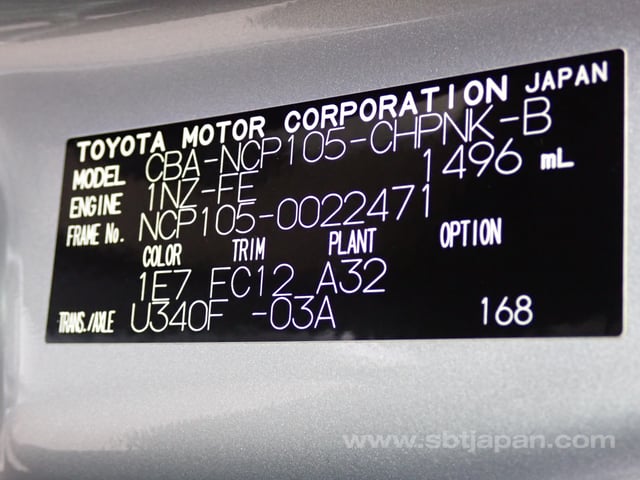 TOYOTA MOTOR CORPORATION JAPAN
MODEL CBA-NCP105-CHPNK-B
ENGINE 1NZ-FE 1496 mL
FRAME No. NCP105-0022471
COLOR TRIM PLANT OPTION
1E7 FC12 A32
TRANS./AXLE U340F -03A 168
www.sbtjapan.com